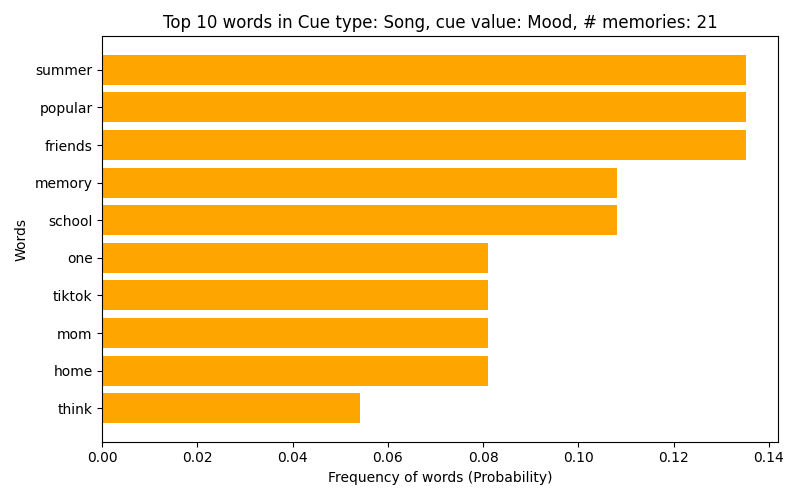 Top 10 words in Cue type: Song, cue value: Mood, # memories: 21
summer
popular
friends
memory
school
one
tiktok
mom
home
think
Words
0.00 0.02 0.04 0.06 0.08 0.10 0.12 0.14
Frequency of words (Probability)